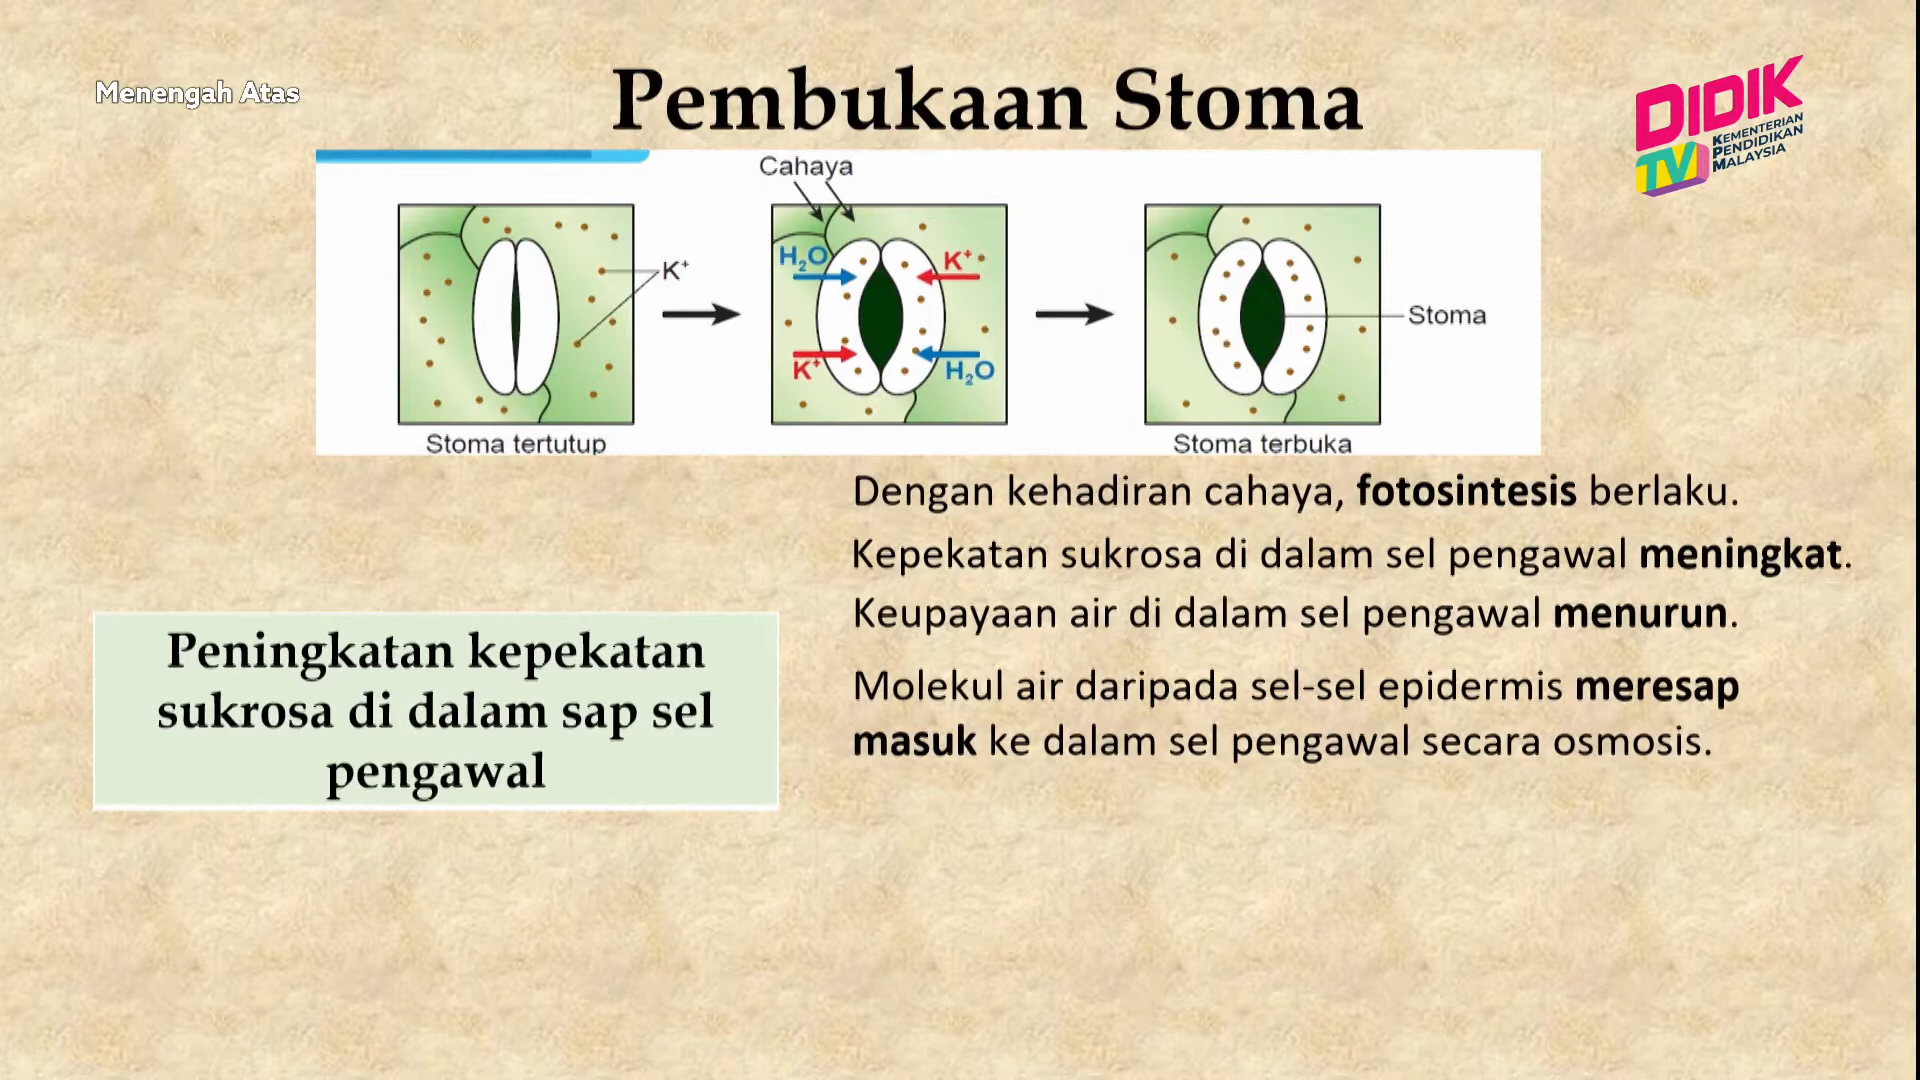 Menengah Atas
Pembukaan Stoma
DIDIK
TV
KEMENTERIAN
PENDIDIKAN
MALAYSIA
Cahaya
H₂O
K⁺
K⁺
Stoma
K⁺
H₂O
Stoma tertutup
Stoma terbuka
Dengan kehadiran cahaya, fotosintesis berlaku.
Kepekatan sukrosa di dalam sel pengawal meningkat.
Keupayaan air di dalam sel pengawal menurun.
Molekul air daripada sel-sel epidermis meresap
masuk ke dalam sel pengawal secara osmosis.
Peningkatan kepekatan
sukrosa di dalam sap sel
pengawal